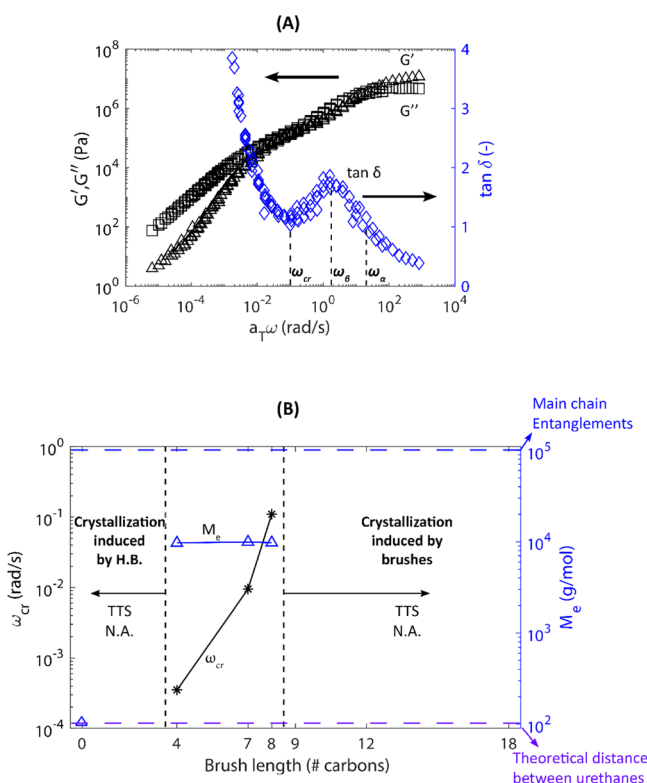 (A)
10^8
10^6
10^4
10^2
10^0
G',G'' (Pa)
G'
G''
tan δ
ω_cr
ω_β
ω_α
4
3
2
1
0
tan δ (-)
10^-6
10^-4
10^-2
10^0
10^2
10^4
a_Tω (rad/s)
(B)
Main chain
Entanglements
10^0
10^-1
10^-2
10^-3
10^-4
ω_cr (rad/s)
Crystallization
induced
by H.B.
TTS
N.A.
M_e
ω_cr
Crystallization
induced by
brushes
TTS
N.A.
10^5
10^4
10^3
10^2
M_e (g/mol)
0
4
7
8
9
12
18
Brush length (# carbons)
Theoretical distance
between urethanes